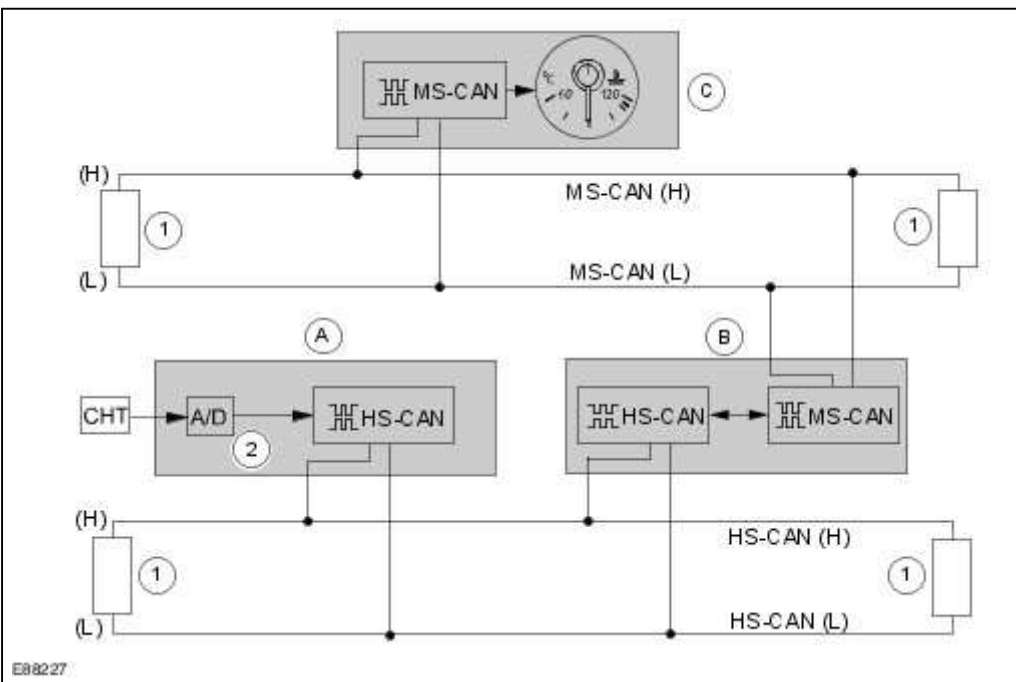 MS-CAN
°C
60
120
C
(H)
MS-CAN (H)
1
1
(L)
MS-CAN (L)
A
B
CHT
A/D
HS-CAN
2
HS-CAN
MS-CAN
(H)
HS-CAN (H)
1
1
(L)
HS-CAN (L)
E88227